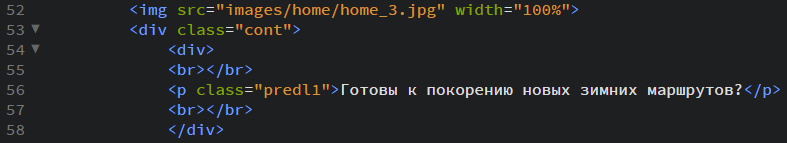 52 <img src="images/home/home_3.jpg" width="100%">
53 <div class="cont">
54 <div>
55 <br></br>
56 <p class="predl1">Готовы к покорению новых зимних маршрутов?</p>
57 <br></br>
58 </div>